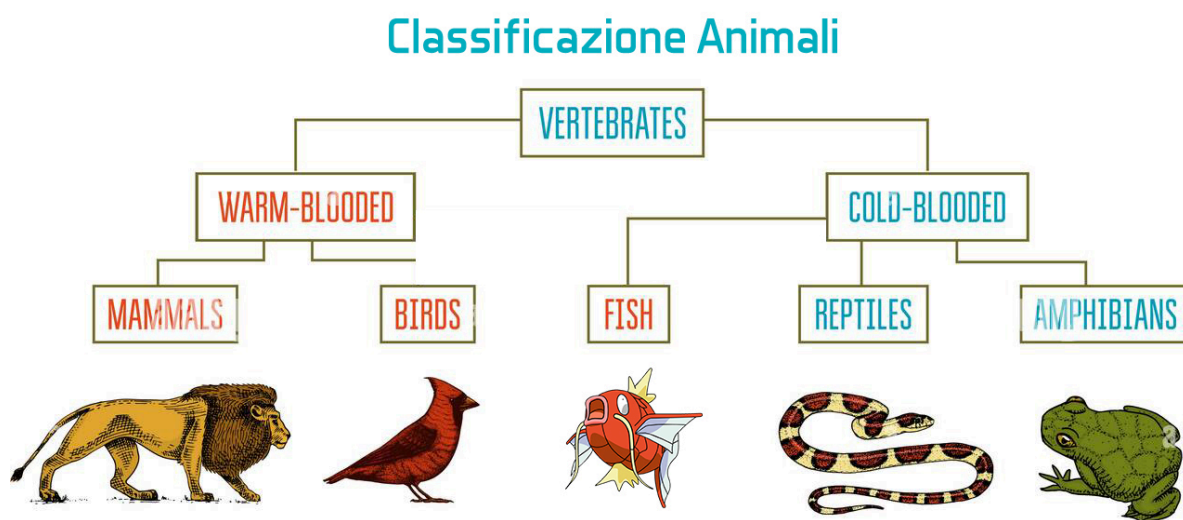 Classificazione Animali
VERTEBRATES
WARM-BLOODED
COLD-BLOODED
MAMMALS
BIRDS
FISH
REPTILES
AMPHIBIANS